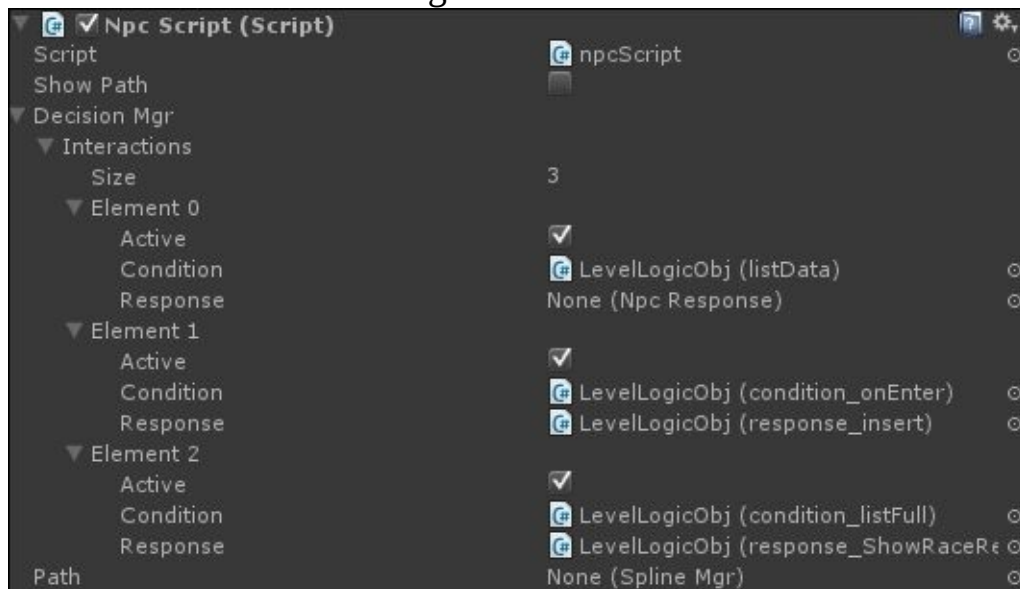 Npc Script (Script)
Script npcScript
Show Path
Decision Mgr
Interactions
Size 3
Element 0
Active
Condition LevelLogicObj (listData)
Response None (Npc Response)
Element 1
Active
Condition LevelLogicObj (condition_onEnter)
Response LevelLogicObj (response_insert)
Element 2
Active
Condition LevelLogicObj (condition_listFull)
Response LevelLogicObj (response_ShowRaceRe
Path None (Spline Mgr)